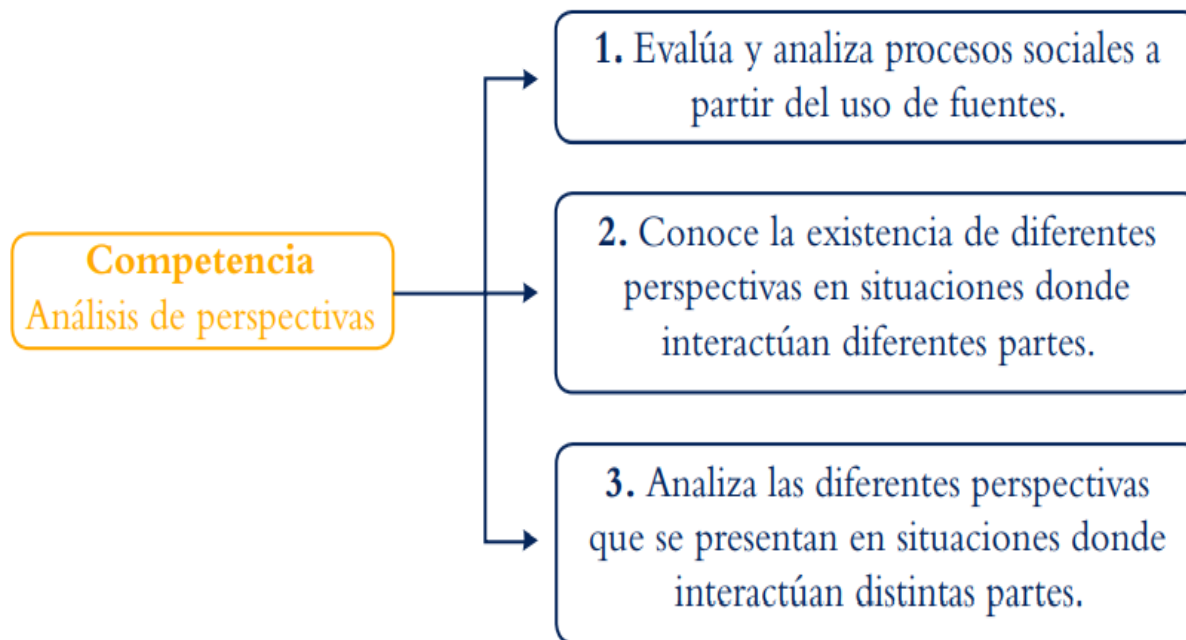 Competencia
Análisis de perspectivas
1. Evalúa y analiza procesos sociales a
partir del uso de fuentes.
2. Conoce la existencia de diferentes
perspectivas en situaciones donde
interactúan diferentes partes.
3. Analiza las diferentes perspectivas
que se presentan en situaciones donde
interactúan distintas partes.